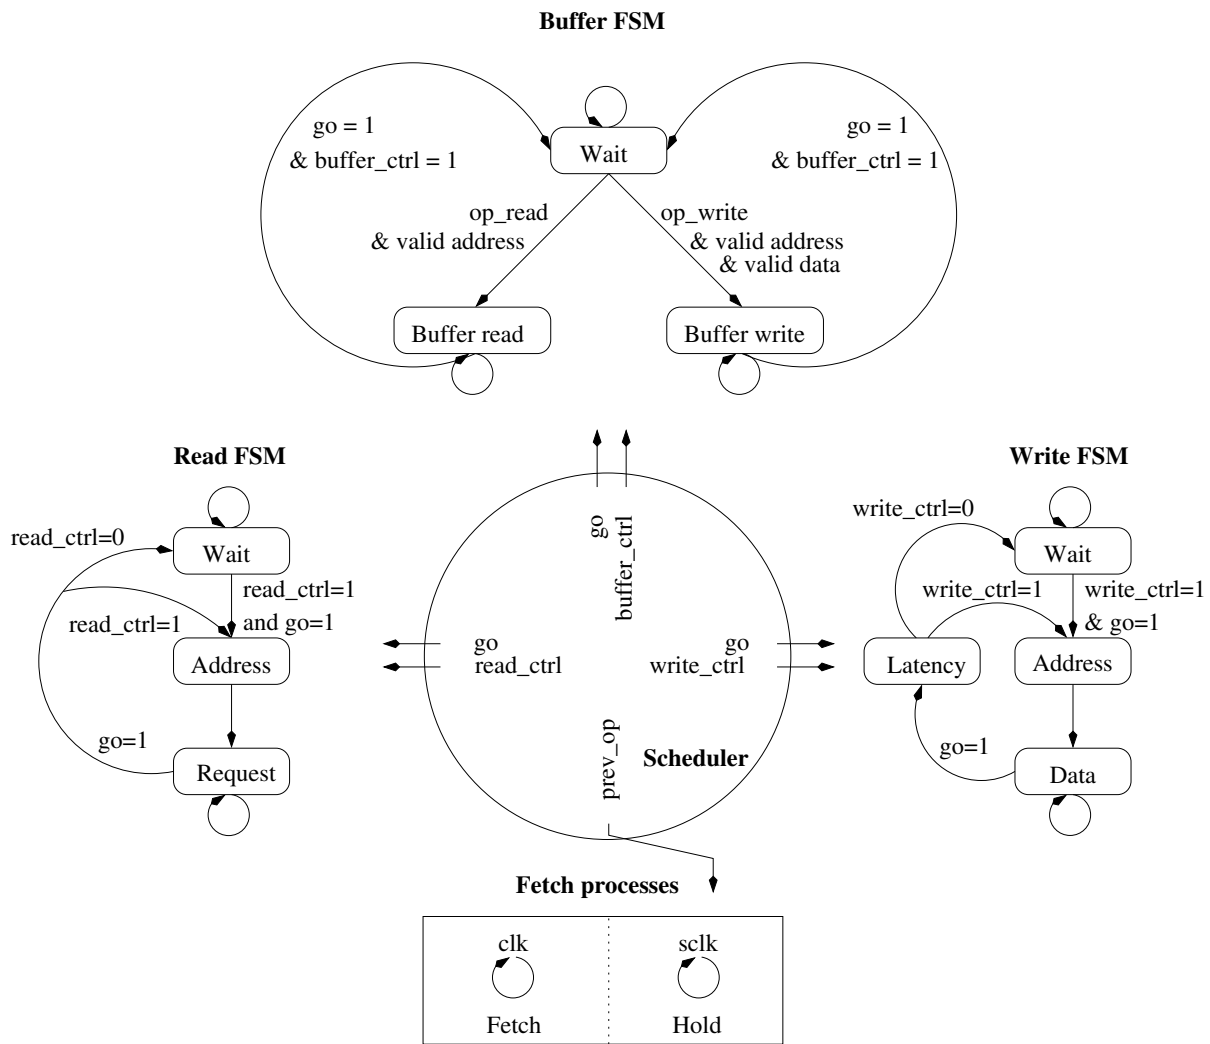 Buffer FSM
go = 1
& buffer_ctrl = 1
Wait
go = 1
& buffer_ctrl = 1
op_read
& valid address
op_write
& valid address
& valid data
Buffer read
Buffer write
Read FSM
read_ctrl=0
Wait
read_ctrl=1
and go=1
read_ctrl=1
Address
go=1
Request
go
buffer_ctrl
go
read_ctrl
go
write_ctrl
prev_op
Scheduler
Write FSM
write_ctrl=0
Wait
write_ctrl=1
write_ctrl=1
& go=1
Latency
Address
go=1
Data
Fetch processes
clk
Fetch
sclk
Hold